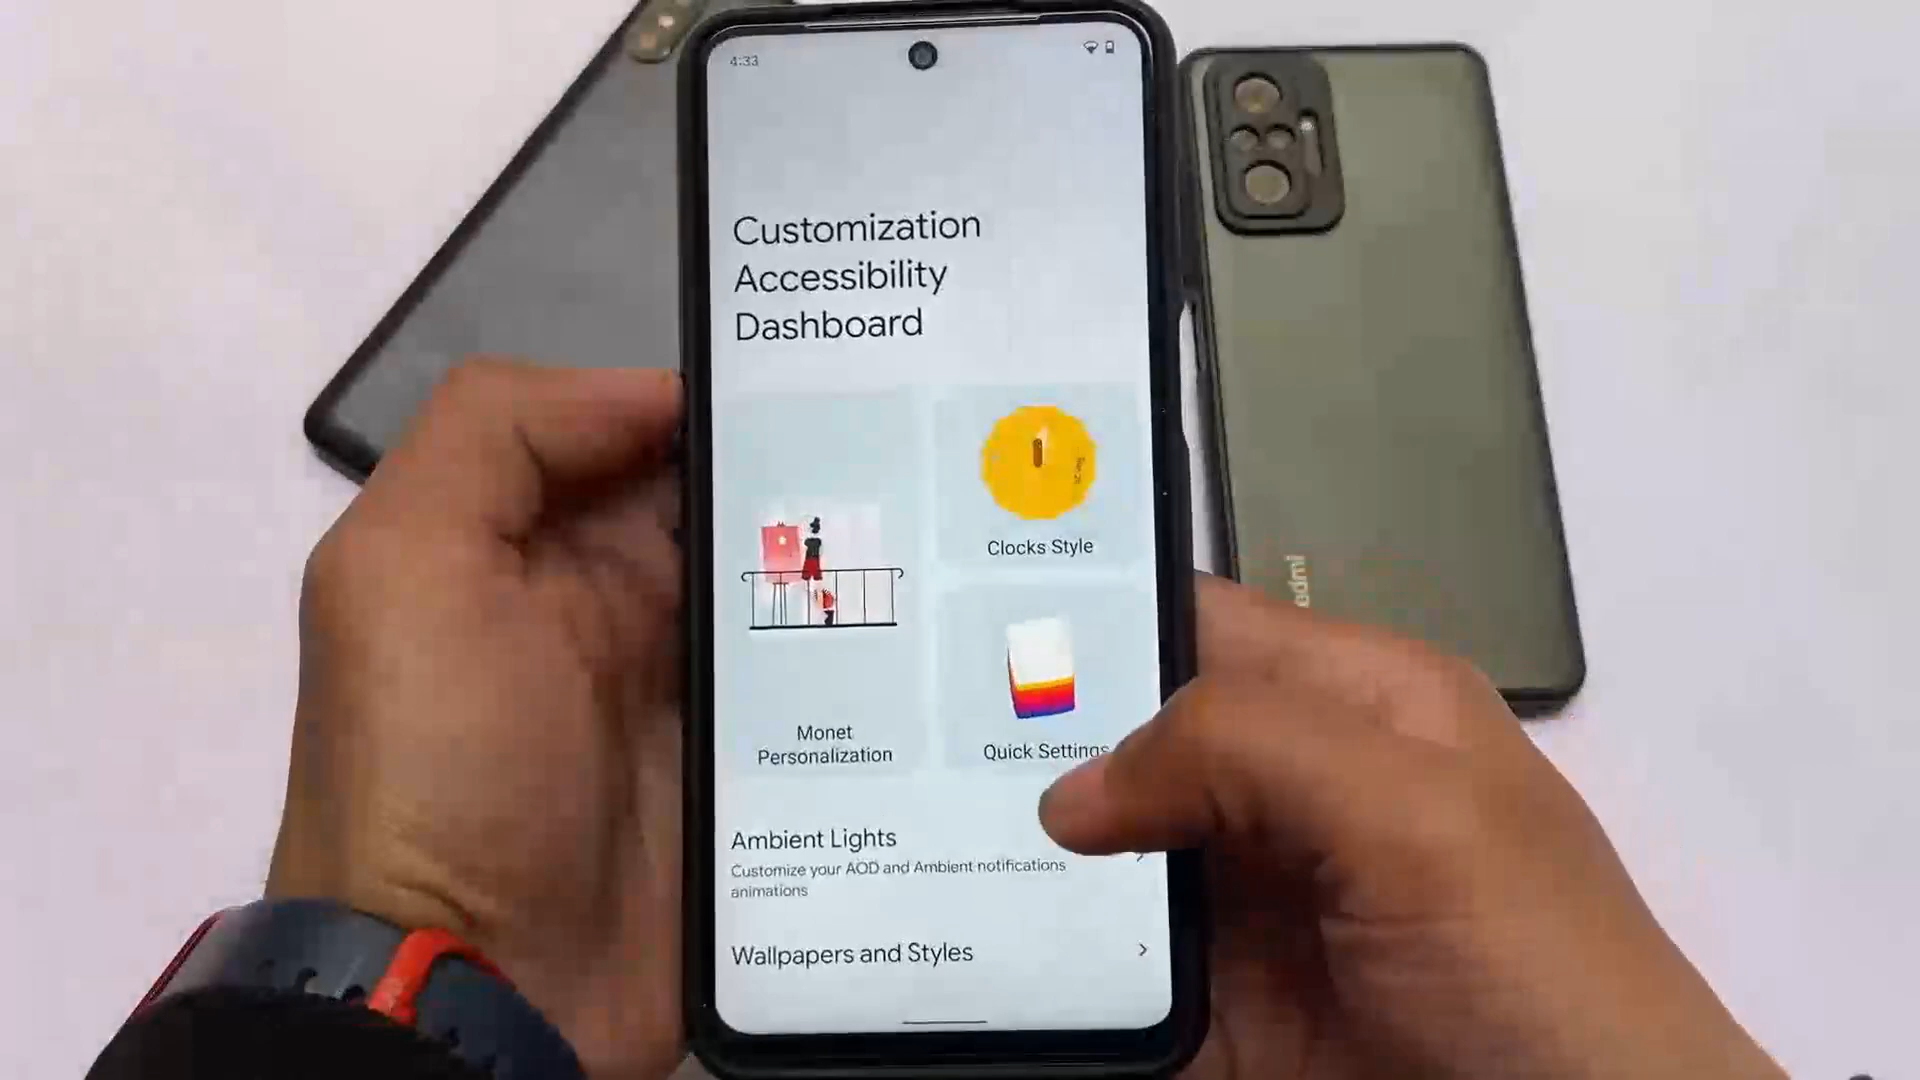 4:33
Customization
Accessibility
Dashboard
Clocks Style
Monet
Personalization
Quick Settings
Ambient Lights
Customize your AOD and Ambient notifications
animations
Wallpapers and Styles